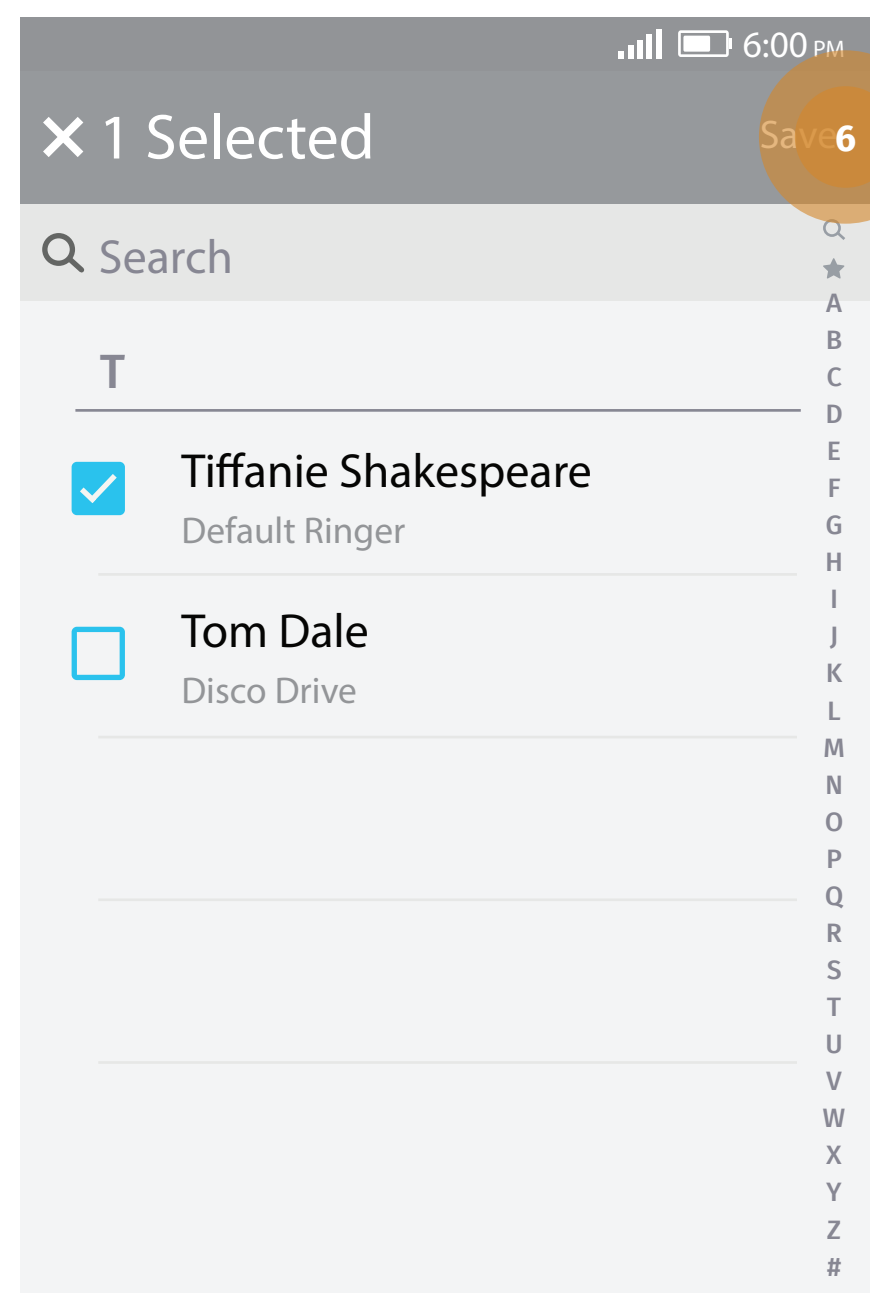 6:00 PM
1 Selected
Save
6
Search
T
Tiffanie Shakespeare
Default Ringer
Tom Dale
Disco Drive
A
B
C
D
E
F
G
H
I
J
K
L
M
N
O
P
Q
R
S
T
U
V
W
X
Y
Z
#